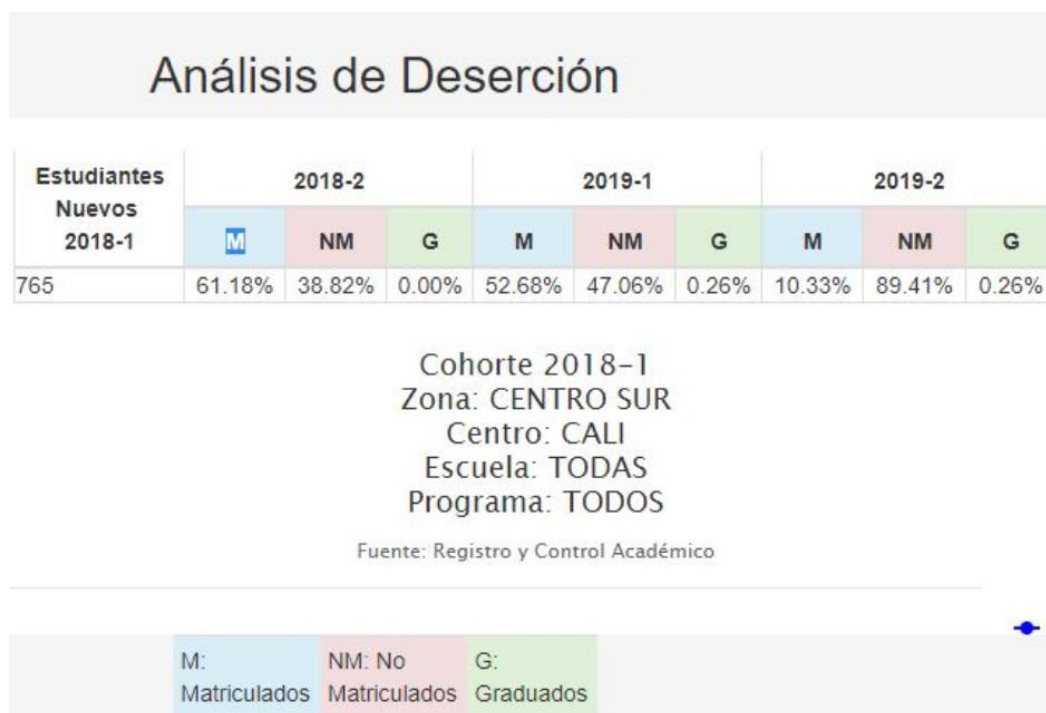 Análisis de Deserción
Estudiantes Nuevos 2018-1 2018-2 2019-1 2019-2
M NM G M NM G M NM G
765 61.18% 38.82% 0.00% 52.68% 47.06% 0.26% 10.33% 89.41% 0.26%
Cohorte 2018-1
Zona: CENTRO SUR
Centro: CALI
Escuela: TODAS
Programa: TODOS
Fuente: Registro y Control Académico
M: NM: No G:
Matriculados Matriculados Graduados